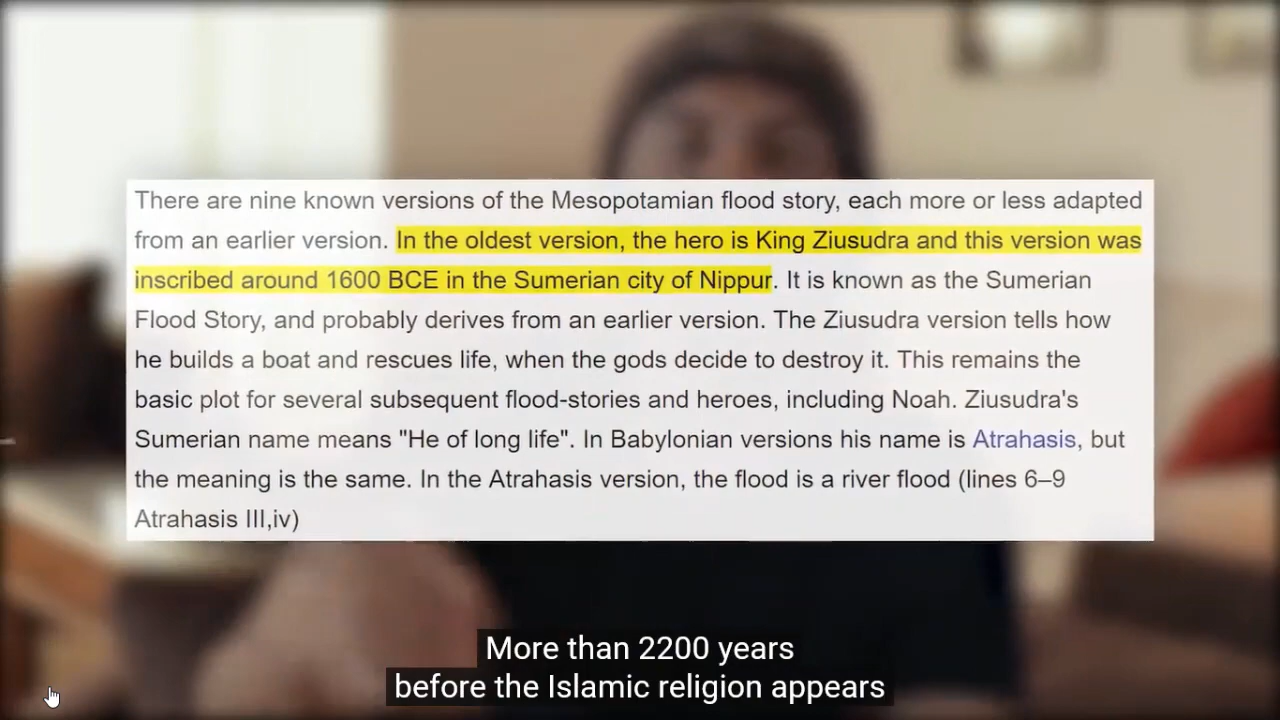 There are nine known versions of the Mesopotamian flood story, each more or less adapted
from an earlier version. In the oldest version, the hero is King Ziusudra and this version was
inscribed around 1600 BCE in the Sumerian city of Nippur. It is known as the Sumerian
Flood Story, and probably derives from an earlier version. The Ziusudra version tells how
he builds a boat and rescues life, when the gods decide to destroy it. This remains the
basic plot for several subsequent flood-stories and heroes, including Noah. Ziusudra's
Sumerian name means "He of long life". In Babylonian versions his name is Atrahasis, but
the meaning is the same. In the Atrahasis version, the flood is a river flood (lines 6–9
Atrahasis III,iv)
More than 2200 years
before the Islamic religion appears